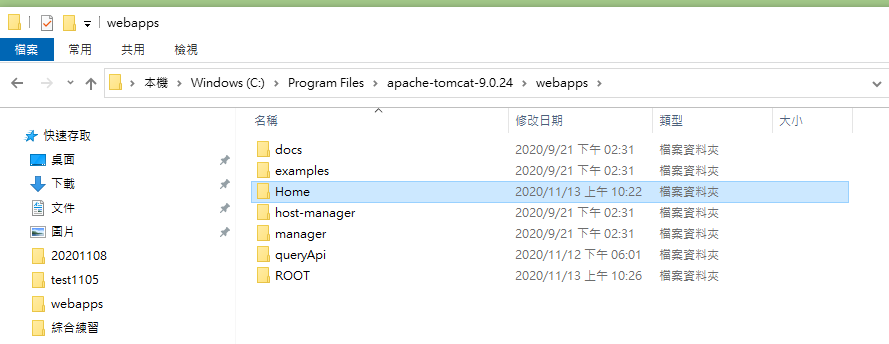 webapps
檔案 常用 共用 檢視
本機 Windows (C:) Program Files apache-tomcat-9.0.24 webapps
名稱 修改日期 類型 大小
快速存取
桌面
下載
文件
圖片
20201108
test1105
webapps
綜合練習
docs 2020/9/21 下午 02:31 檔案資料夾
examples 2020/9/21 下午 02:31 檔案資料夾
Home 2020/11/13 上午 10:22 檔案資料夾
host-manager 2020/9/21 下午 02:31 檔案資料夾
manager 2020/9/21 下午 02:31 檔案資料夾
queryApi 2020/11/12 下午 06:01 檔案資料夾
ROOT 2020/11/13 上午 10:26 檔案資料夾